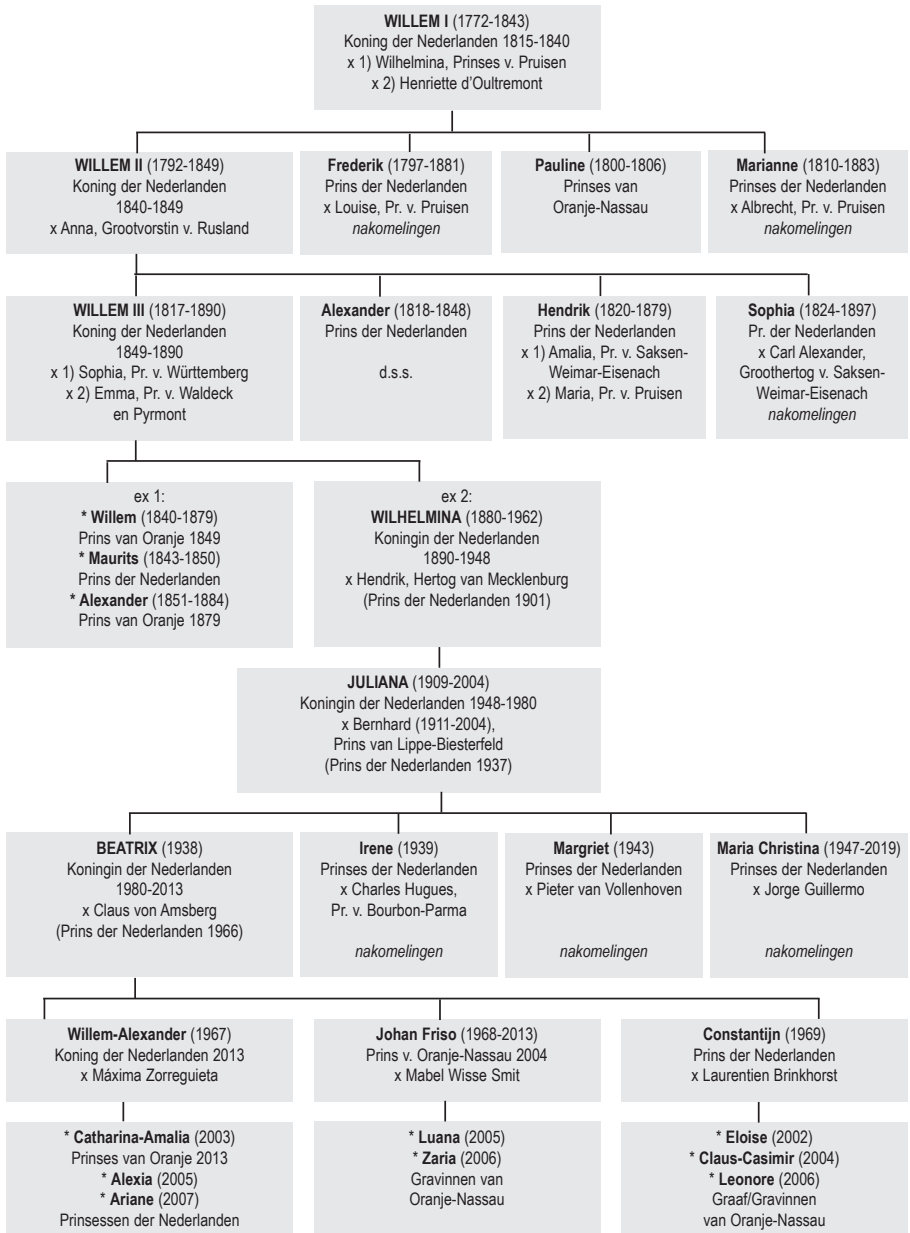 WILLEM I (1772-1843)
Koning der Nederlanden 1815-1840
x 1) Wilhelmina, Prinses v. Pruisen
x 2) Henriette d'Oultremont
WILLEM II (1792-1849)
Koning der Nederlanden
1840-1849
x Anna, Grootvorstin v. Rusland
Frederik (1797-1881)
Prins der Nederlanden
x Louise, Pr. v. Pruisen
nakomelingen
Pauline (1800-1806)
Prinses van
Oranje-Nassau
Marianne (1810-1883)
Prinses der Nederlanden
x Albrecht, Pr. v. Pruisen
nakomelingen
WILLEM III (1817-1890)
Koning der Nederlanden
1849-1890
x 1) Sophia, Pr. v. Württemberg
x 2) Emma, Pr. v. Waldeck
en Pyrmont
Alexander (1818-1848)
Prins der Nederlanden
d.s.s.
Hendrik (1820-1879)
Prins der Nederlanden
x 1) Amalia, Pr. v. Saksen-
Weimar-Eisenach
x 2) Maria, Pr. v. Pruisen
Sophia (1824-1897)
Pr. der Nederlanden
x Carl Alexander,
Groothertog v. Saksen-
Weimar-Eisenach
nakomelingen
ex 1:
* Willem (1840-1879)
Prins van Oranje 1849
* Maurits (1843-1850)
Prins der Nederlanden
* Alexander (1851-1884)
Prins van Oranje 1879
ex 2:
WILHELMINA (1880-1962)
Koningin der Nederlanden
1890-1948
x Hendrik, Hertog van Mecklenburg
(Prins der Nederlanden 1901)
JULIANA (1909-2004)
Koningin der Nederlanden 1948-1980
x Bernhard (1911-2004),
Prins van Lippe-Biesterfeld
(Prins der Nederlanden 1937)
BEATRIX (1938)
Koningin der Nederlanden
1980-2013
x Claus von Amsberg
(Prins der Nederlanden 1966)
Irene (1939)
Prinses der Nederlanden
x Charles Hugues,
Pr. v. Bourbon-Parma
nakomelingen
Margriet (1943)
Prinses der Nederlanden
x Pieter van Vollenhoven
nakomelingen
Maria Christina (1947-2019)
Prinses der Nederlanden
x Jorge Guillermo
nakomelingen
Willem-Alexander (1967)
Koning der Nederlanden 2013
x Máxima Zorreguieta
Johan Friso (1968-2013)
Prins v. Oranje-Nassau 2004
x Mabel Wisse Smit
Constantijn (1969)
Prins der Nederlanden
x Laurentien Brinkhorst
* Catharina-Amalia (2003)
Prinses van Oranje 2013
* Alexia (2005)
* Ariane (2007)
Prinsessen der Nederlanden
* Luana (2005)
* Zaria (2006)
Gravinnen van
Oranje-Nassau
* Eloise (2002)
* Claus-Casimir (2004)
* Leonore (2006)
Graaf/Gravinnen
van Oranje-Nassau